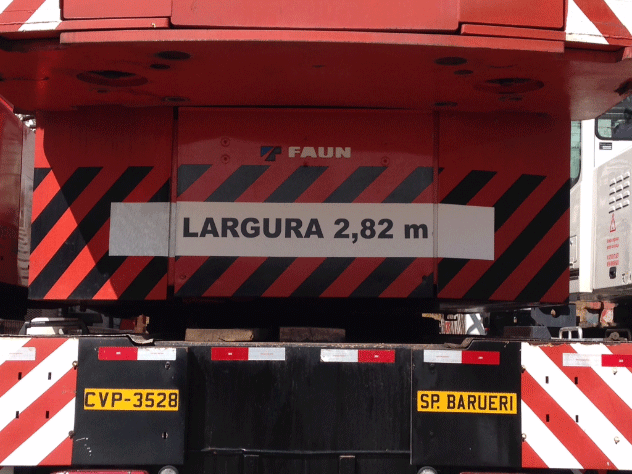 FAUN
LARGURA 2,82 m
CVP-3528
SP. BARUERI